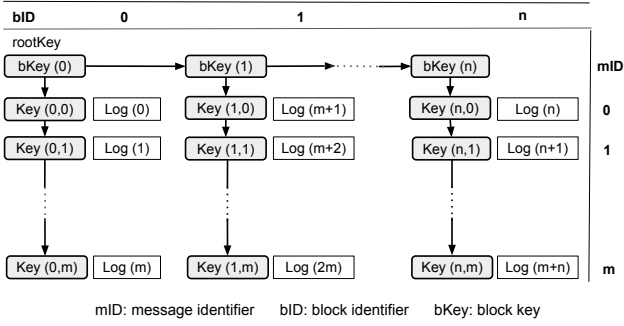 bID 0 1 n
rootKey
bKey (0) bKey (1) bKey (n) mID
Key (0,0) Log (0) Key (1,0) Log (m+1) Key (n,0) Log (n) 0
Key (0,1) Log (1) Key (1,1) Log (m+2) Key (n,1) Log (n+1) 1
Key (0,m) Log (m) Key (1,m) Log (2m) Key (n,m) Log (m+n) m
mID: message identifier bID: block identifier bKey: block key